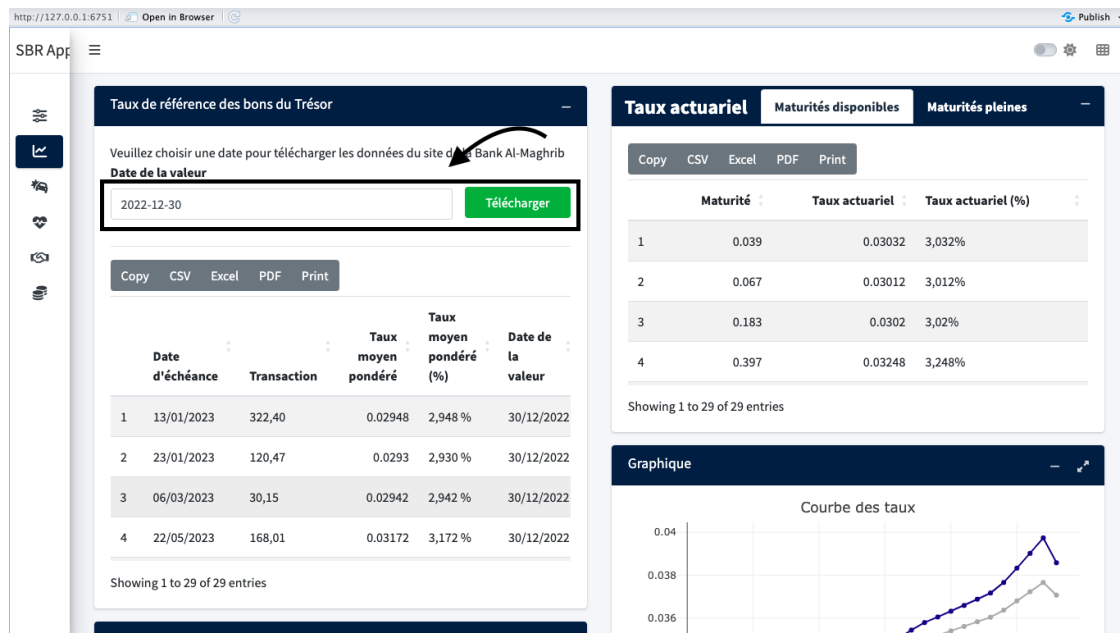 http://127.0.0.1:6751 Open in Browser Publish
SBR App
Taux de référence des bons du Trésor
Veuillez choisir une date pour télécharger les données du site de la Bank Al-Maghrib
Date de la valeur
2022-12-30 Télécharger
Copy CSV Excel PDF Print
Date d'échéance Transaction Taux moyen pondéré Taux moyen pondéré (%) Date de la valeur
1 13/01/2023 322,40 0.02948 2,948 % 30/12/2022
2 23/01/2023 120,47 0.0293 2,930 % 30/12/2022
3 06/03/2023 30,15 0.02942 2,942 % 30/12/2022
4 22/05/2023 168,01 0.03172 3,172 % 30/12/2022
Showing 1 to 29 of 29 entries
Taux actuariel Maturités disponibles Maturités pleines
Copy CSV Excel PDF Print
Maturité Taux actuariel Taux actuariel (%)
1 0.039 0.03032 3,032%
2 0.067 0.03012 3,012%
3 0.183 0.0302 3,02%
4 0.397 0.03248 3,248%
Showing 1 to 29 of 29 entries
Graphique
Courbe des taux
0.04
0.038
0.036